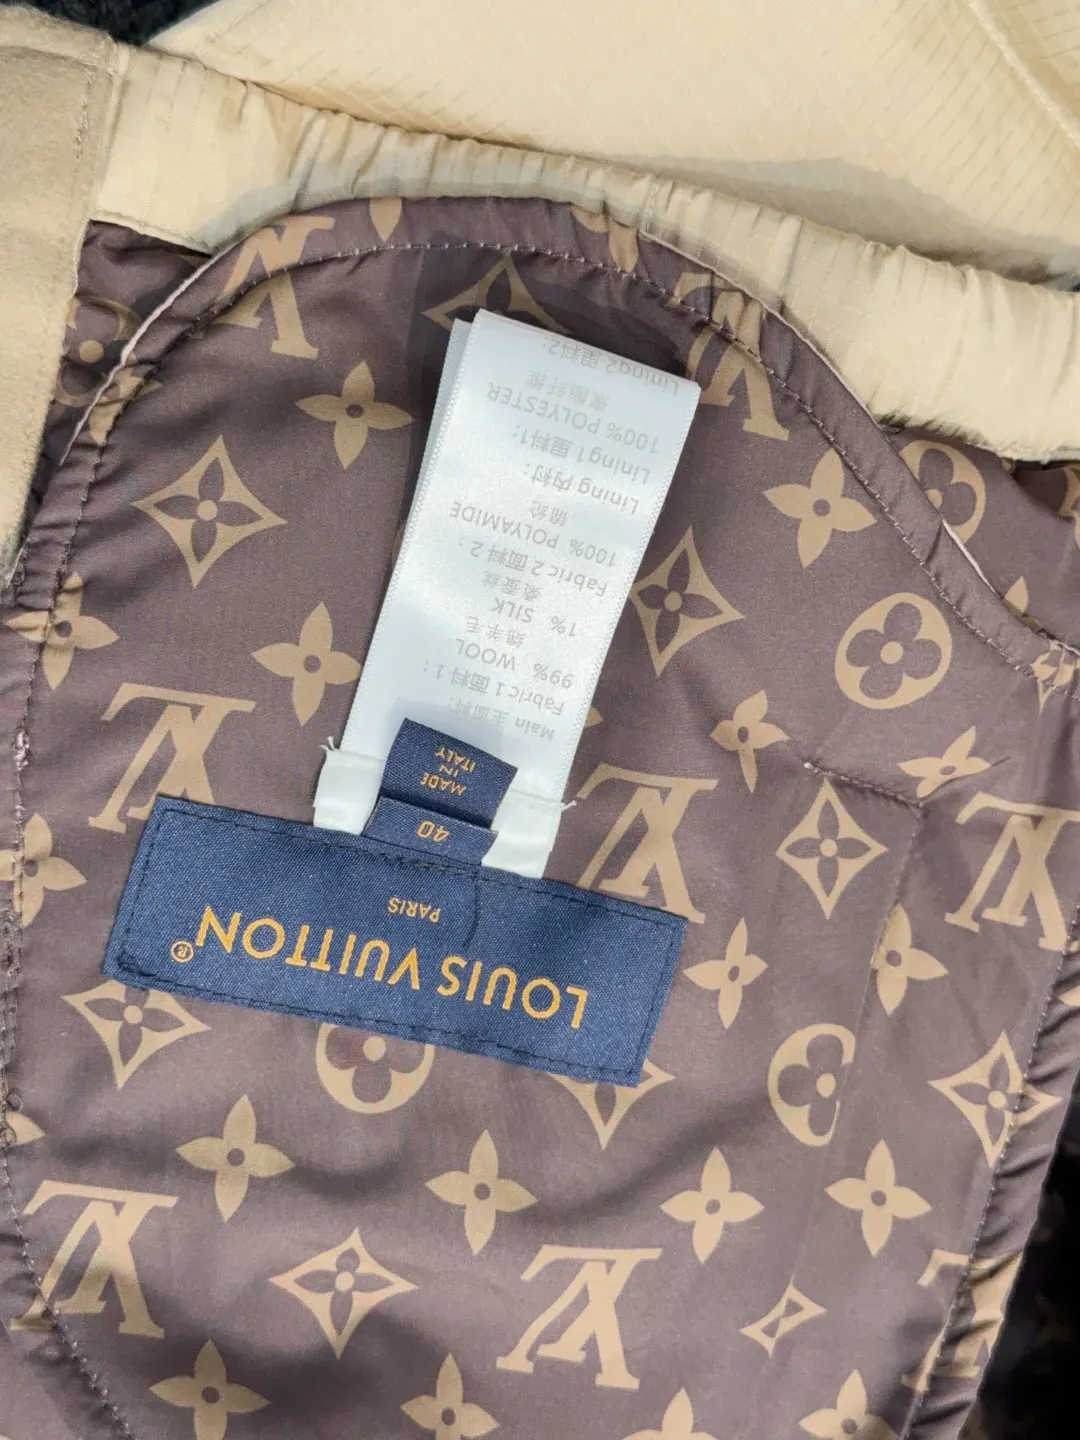 LOUIS VUITTON®
PARIS
40
MADE
IN
ITALY
Main 主面料:
Fabric 1 面料 1 :
99% WOOL
绵羊毛
1% SILK
桑蚕丝
Fabric 2 面料 2 :
100% POLYAMIDE
锦纶
Lining 内衬:
Lining1 里料1:
100% POLYESTER
聚酯纤维
Lining2 里料2: